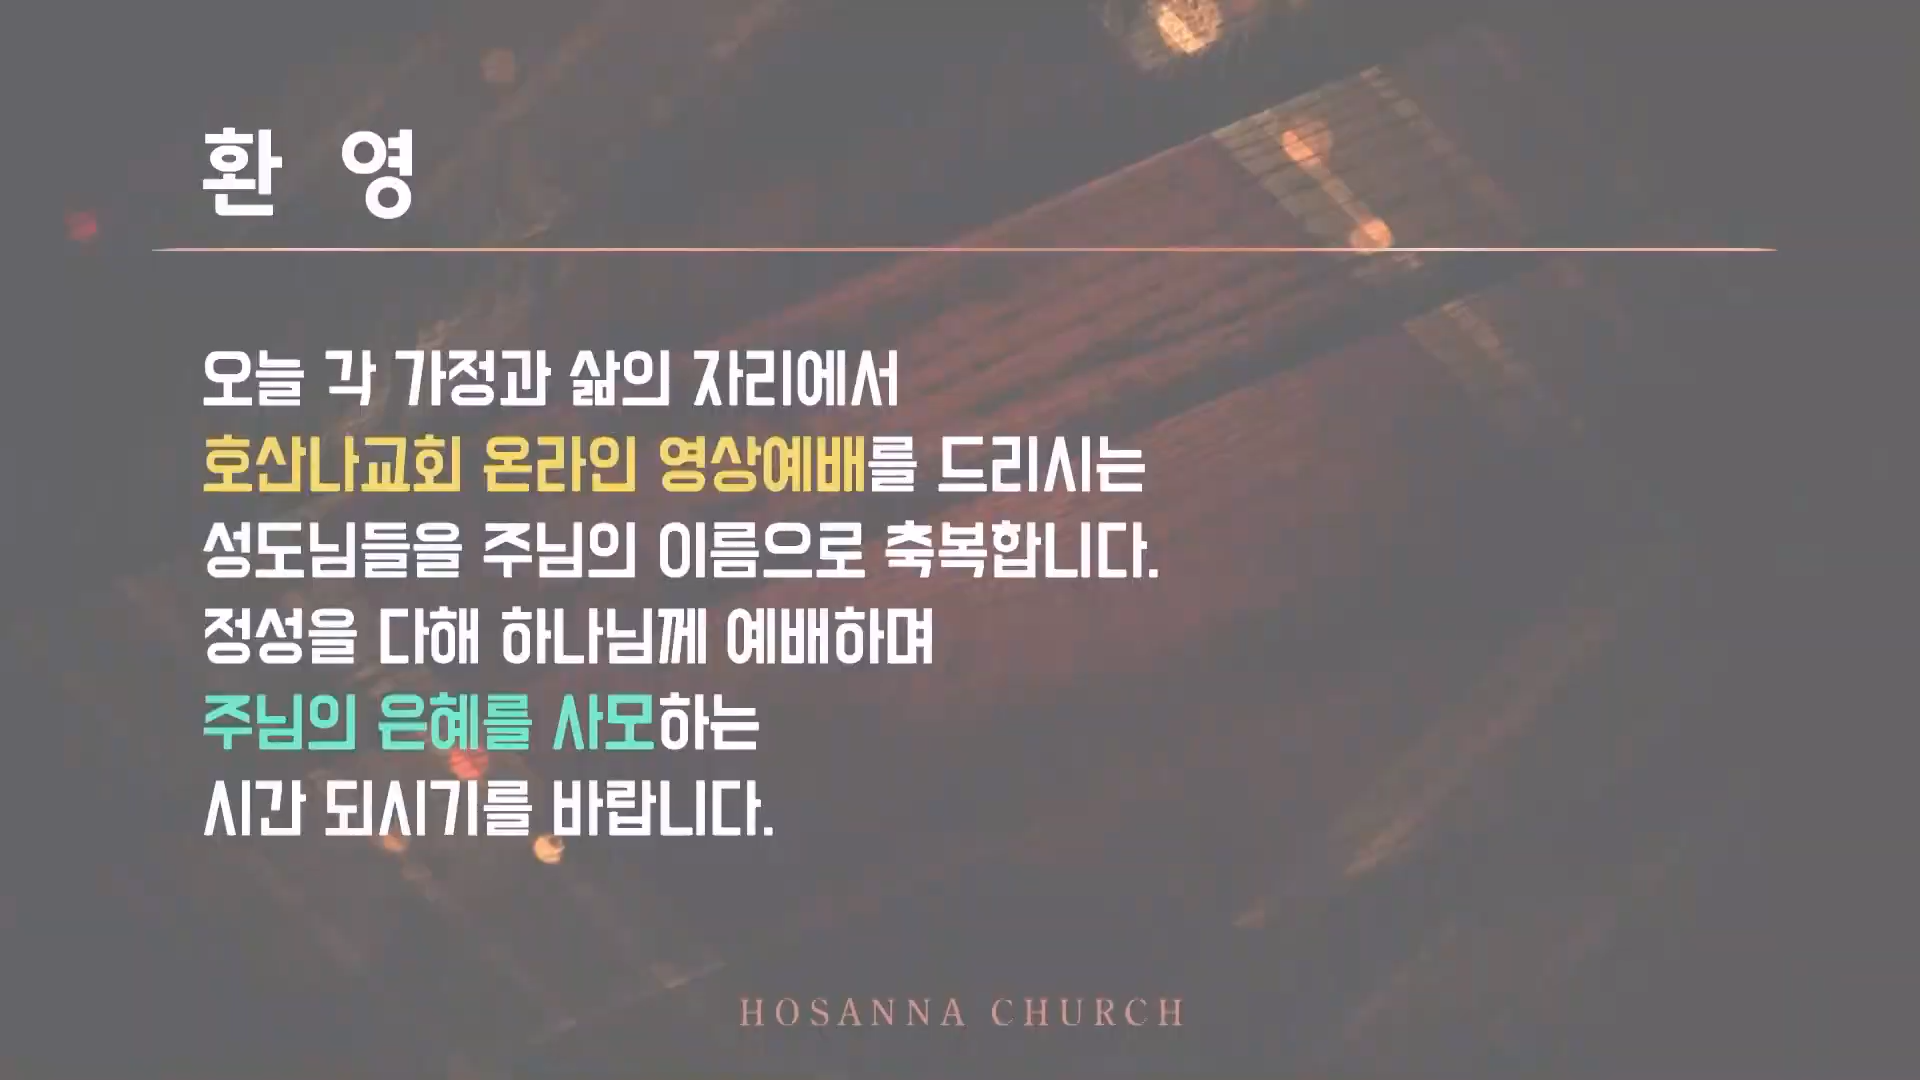 환 영
오늘 각 가정과 삶의 자리에서
호산나교회 온라인 영상예배를 드리시는
성도님들을 주님의 이름으로 축복합니다.
정성을 다해 하나님께 예배하며
주님의 은혜를 사모하는
시간 되시기를 바랍니다.
HOSANNA CHURCH